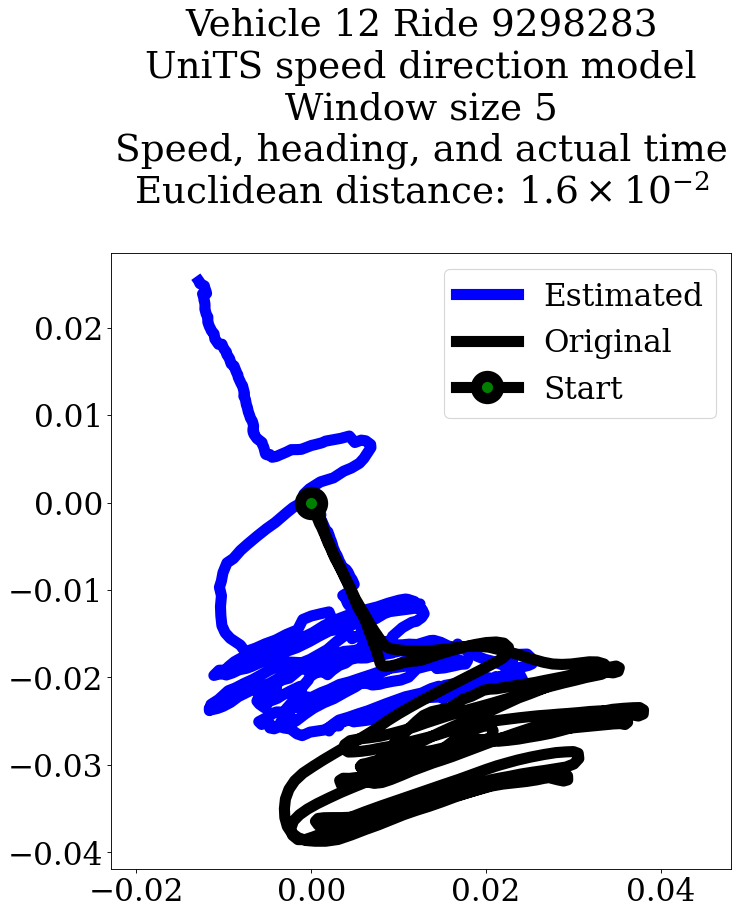 Vehicle 12 Ride 9298283
UniTS speed direction model
Window size 5
Speed, heading, and actual time
Euclidean distance: 1.6 × 10⁻²
Estimated
Original
Start
0.02
0.01
0.00
−0.01
−0.02
−0.03
−0.04
−0.02 0.00 0.02 0.04